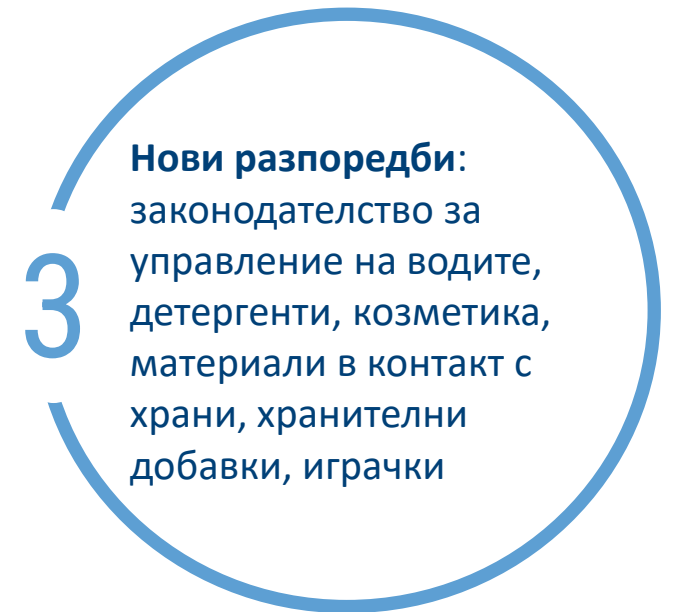 3
Нови разпоредби:
законодателство за
управление на водите,
детергенти, козметика,
материали в контакт с
храни, хранителни
добавки, играчки